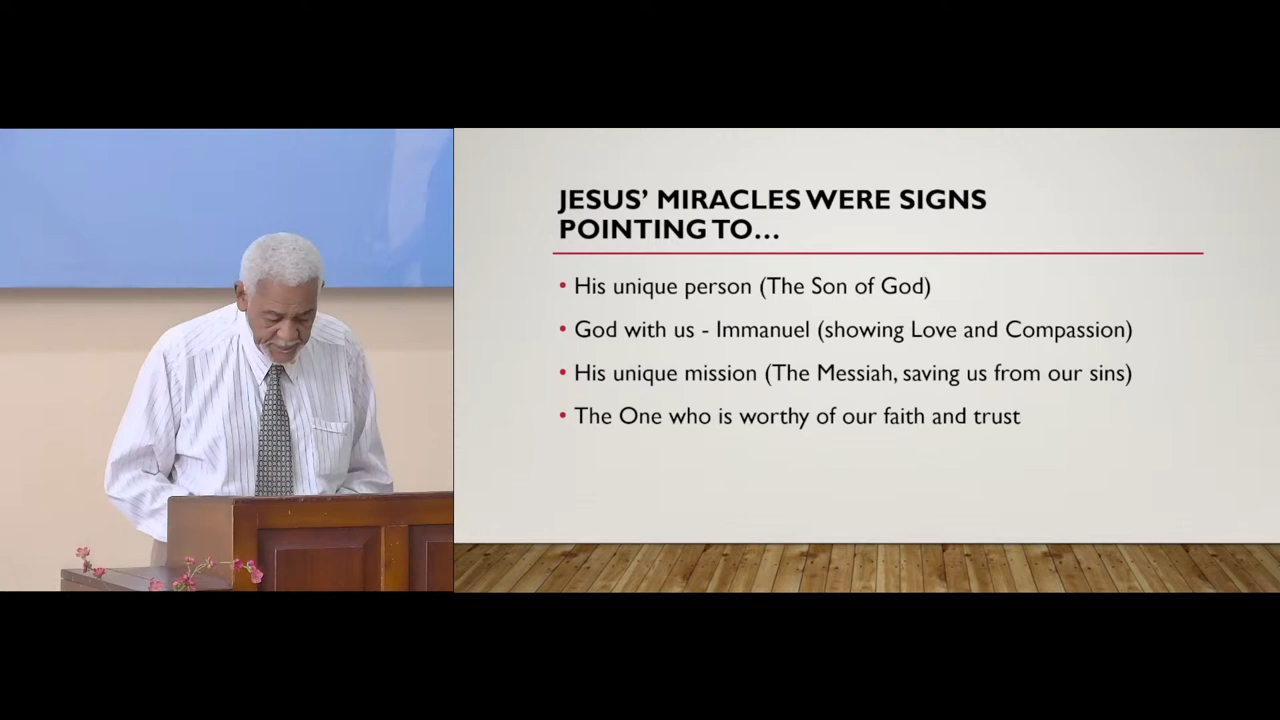 JESUS’ MIRACLES WERE SIGNS
POINTING TO…
• His unique person (The Son of God)
• God with us - Immanuel (showing Love and Compassion)
• His unique mission (The Messiah, saving us from our sins)
• The One who is worthy of our faith and trust